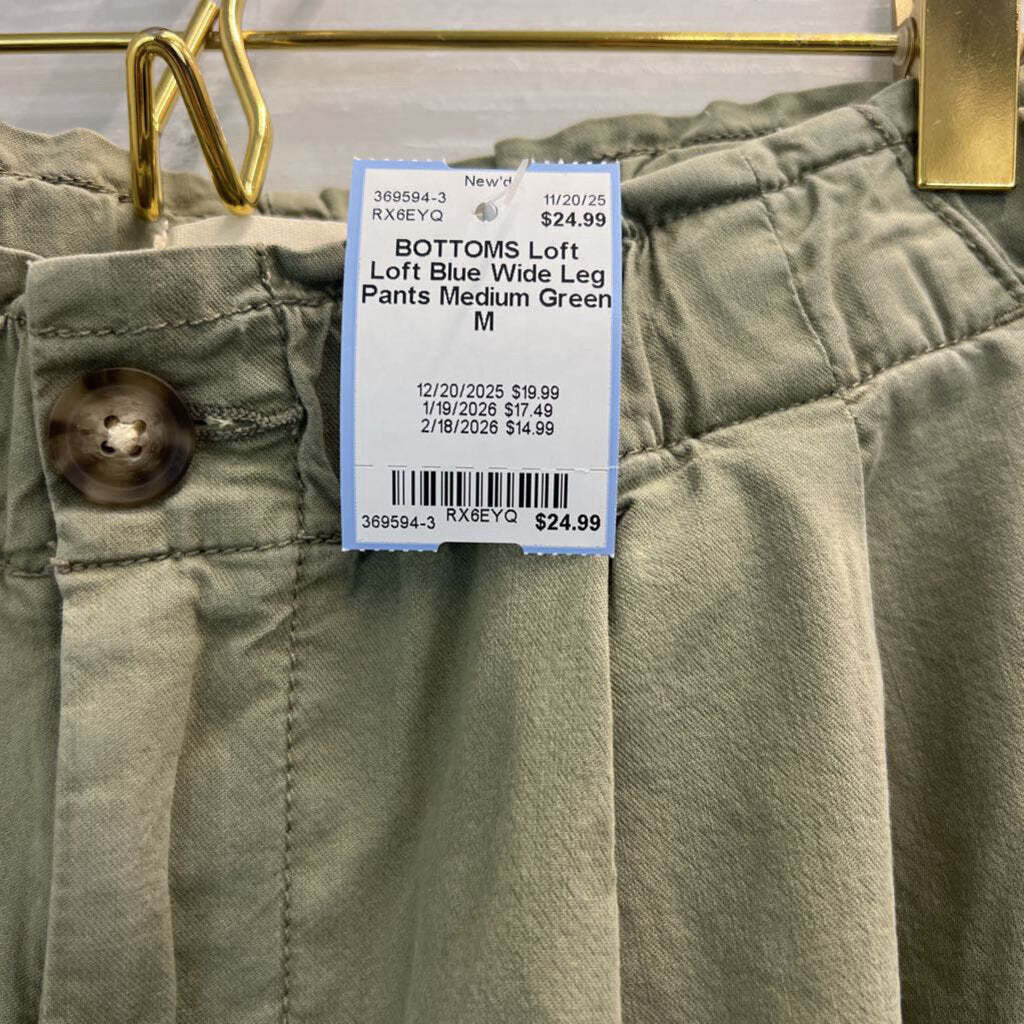 New'd
369594-3 11/20/25
RX6EYQ $24.99
BOTTOMS Loft
Loft Blue Wide Leg
Pants Medium Green
M
12/20/2025 $19.99
1/19/2026 $17.49
2/18/2026 $14.99
369594-3 RX6EYQ $24.99